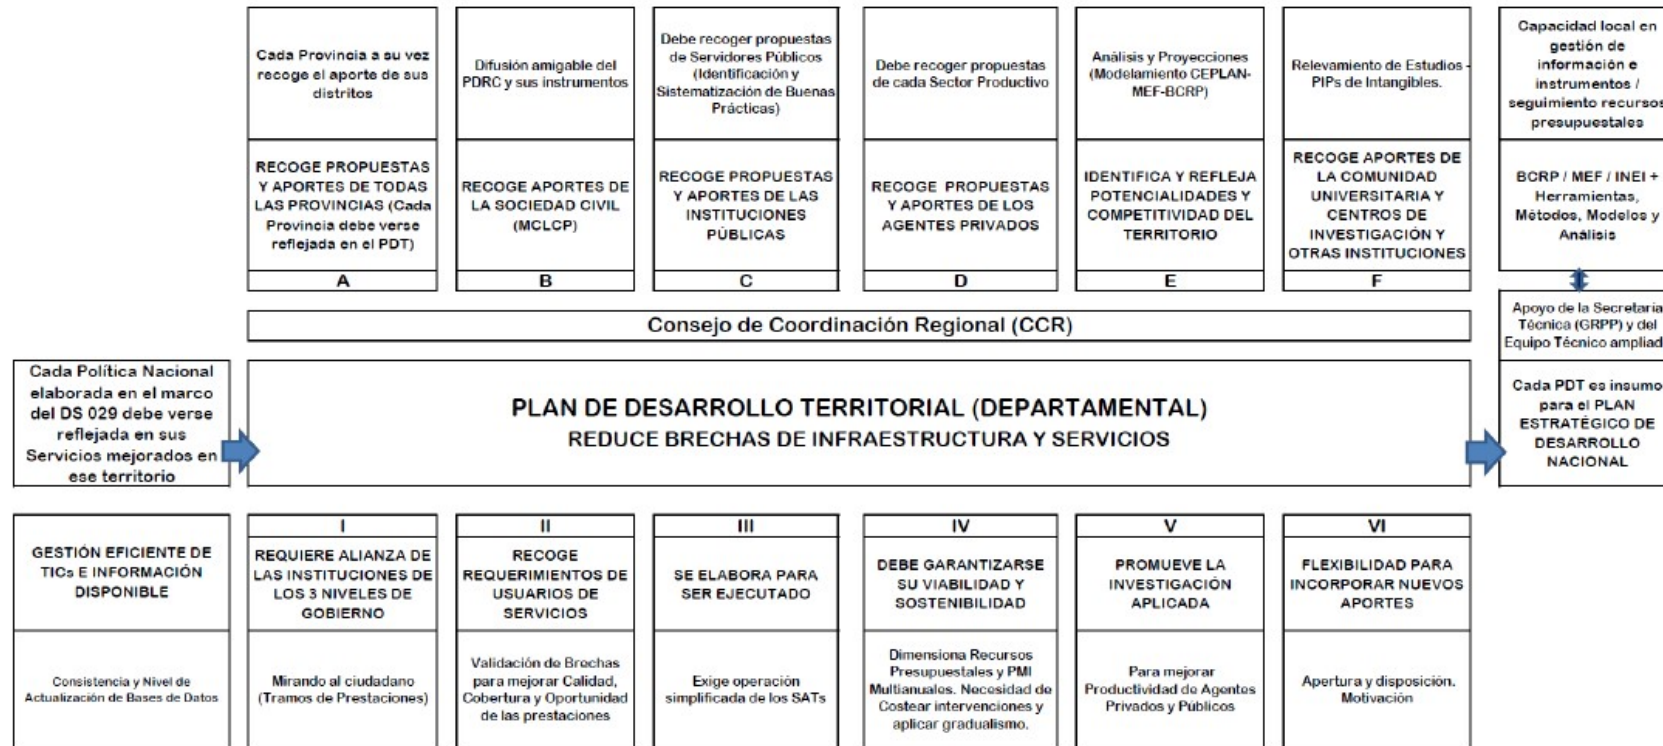 Cada Provincia a su vez
recoge el aporte de sus
distritos
Difusión amigable del
PDRC y sus instrumentos
Debe recoger propuestas
de Servidores Públicos
(Identificación y
Sistematización de Buenas
Prácticas)
Debe recoger propuestas
de cada Sector Productivo
Análisis y Proyecciones
(Modelamiento CEPLAN-
MEF-BCRP)
Relevamiento de Estudios -
PIPs de Intangibles.
Capacidad local en
gestión de
información e
instrumentos /
seguimiento recursos
presupuestales
RECOGE PROPUESTAS
Y APORTES DE TODAS
LAS PROVINCIAS (Cada
Provincia debe verse
reflejada en el PDT)
RECOGE APORTES DE
LA SOCIEDAD CIVIL
(MCLCP)
RECOGE PROPUESTAS
Y APORTES DE LAS
INSTITUCIONES
PÚBLICAS
RECOGE PROPUESTAS
Y APORTES DE LOS
AGENTES PRIVADOS
IDENTIFICA Y REFLEJA
POTENCIALIDADES Y
COMPETITIVIDAD DEL
TERRITORIO
RECOGE APORTES DE
LA COMUNIDAD
UNIVERSITARIA Y
CENTROS DE
INVESTIGACIÓN Y
OTRAS INSTITUCIONES
BCRP / MEF / INEI +
Herramientas,
Métodos, Modelos y
Análisis
A
B
C
D
E
F
Consejo de Coordinación Regional (CCR)
Apoyo de la Secretaría
Técnica (GRPP) y del
Equipo Técnico ampliad
Cada Política Nacional
elaborada en el marco
del DS 029 debe verse
reflejada en sus
Servicios mejorados en
ese territorio
PLAN DE DESARROLLO TERRITORIAL (DEPARTAMENTAL)
REDUCE BRECHAS DE INFRAESTRUCTURA Y SERVICIOS
Cada PDT es insumo
para el PLAN
ESTRATÉGICO DE
DESARROLLO
NACIONAL
GESTIÓN EFICIENTE DE
TICs E INFORMACIÓN
DISPONIBLE
I
REQUIERE ALIANZA DE
LAS INSTITUCIONES DE
LOS 3 NIVELES DE
GOBIERNO
II
RECOGE
REQUERIMIENTOS DE
USUARIOS DE
SERVICIOS
III
SE ELABORA PARA
SER EJECUTADO
IV
DEBE GARANTIZARSE
SU VIABILIDAD Y
SOSTENIBILIDAD
V
PROMUEVE LA
INVESTIGACIÓN
APLICADA
VI
FLEXIBILIDAD PARA
INCORPORAR NUEVOS
APORTES
Consistencia y Nivel de
Actualización de Bases de Datos
Mirando al ciudadano
(Tramos de Prestaciones)
Validación de Brechas
para mejorar Calidad,
Cobertura y Oportunidad
de las prestaciones
Exige operación
simplificada de los SATs
Dimensiona Recursos
Presupuestales y PMI
Multianuales. Necesidad de
Costear intervenciones y
aplicar gradualismo.
Para mejorar
Productividad de Agentes
Privados y Públicos
Apertura y disposición.
Motivación